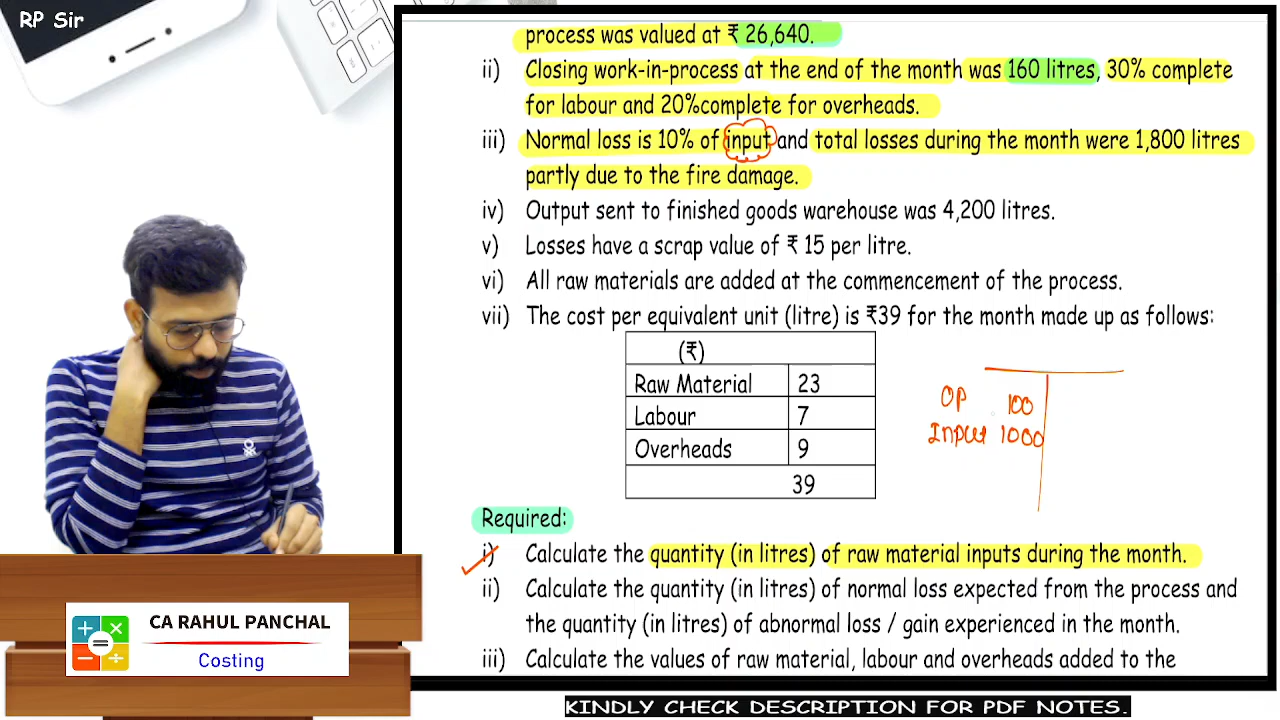 RP Sir
process was valued at ₹ 26,640.
ii) Closing work-in-process at the end of the month was 160 litres, 30% complete
for labour and 20%complete for overheads.
iii) Normal loss is 10% of input and total losses during the month were 1,800 litres
partly due to the fire damage.
iv) Output sent to finished goods warehouse was 4,200 litres.
v) Losses have a scrap value of ₹ 15 per litre.
vi) All raw materials are added at the commencement of the process.
vii) The cost per equivalent unit (litre) is ₹39 for the month made up as follows:
(₹)
Raw Material 23
Labour 7
Overheads 9
39
OP 100
Input 1000
Required:
i) Calculate the quantity (in litres) of raw material inputs during the month.
ii) Calculate the quantity (in litres) of normal loss expected from the process and
the quantity (in litres) of abnormal loss / gain experienced in the month.
iii) Calculate the values of raw material, labour and overheads added to the
CA RAHUL PANCHAL
Costing
KINDLY CHECK DESCRIPTION FOR PDF NOTES.